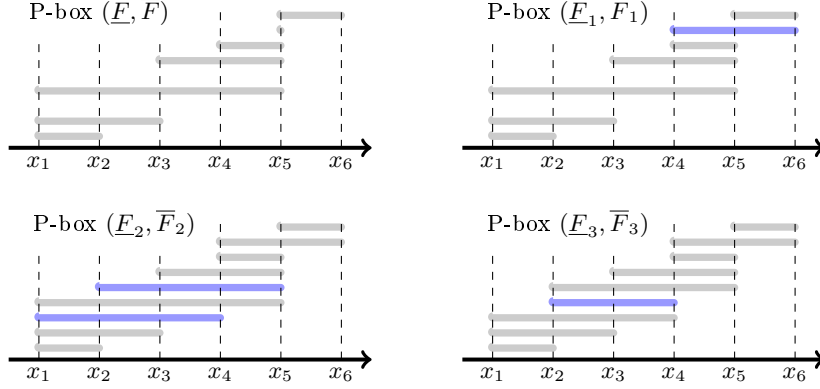 P-box (F̲, F)
P-box (F̲₁, F₁)
x₁ x₂ x₃ x₄ x₅ x₆
x₁ x₂ x₃ x₄ x₅ x₆
P-box (F̲₂, F̅₂)
P-box (F̲₃, F̅₃)
x₁ x₂ x₃ x₄ x₅ x₆
x₁ x₂ x₃ x₄ x₅ x₆